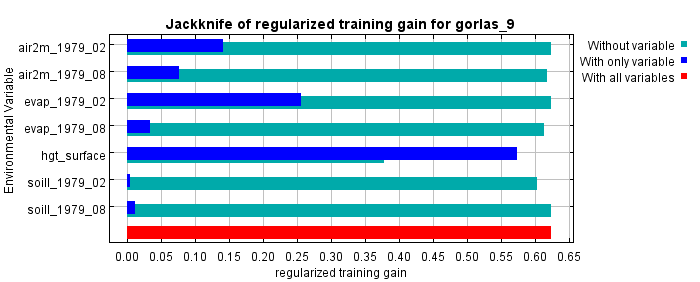 Jackknife of regularized training gain for gorlas_9
Environmental Variable
air2m_1979_02
air2m_1979_08
evap_1979_02
evap_1979_08
hgt_surface
soill_1979_02
soill_1979_08
0.00 0.05 0.10 0.15 0.20 0.25 0.30 0.35 0.40 0.45 0.50 0.55 0.60 0.65
regularized training gain
Without variable
With only variable
With all variables